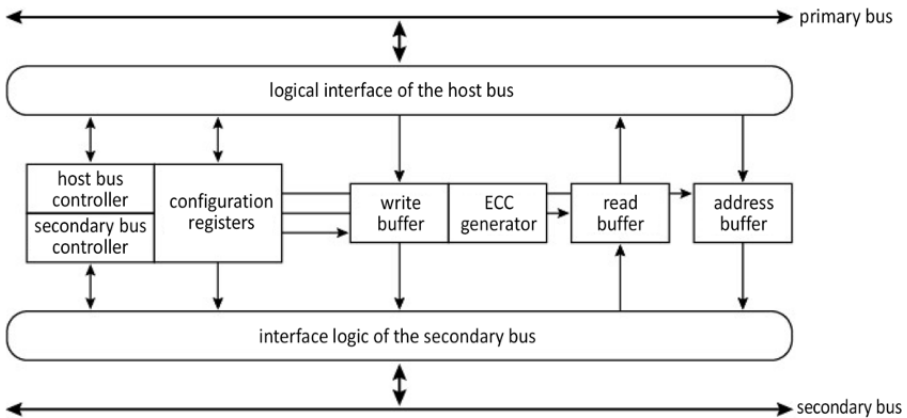 primary bus
logical interface of the host bus
host bus
controller
secondary bus
controller
configuration
registers
write
buffer
ECC
generator
read
buffer
address
buffer
interface logic of the secondary bus
secondary bus